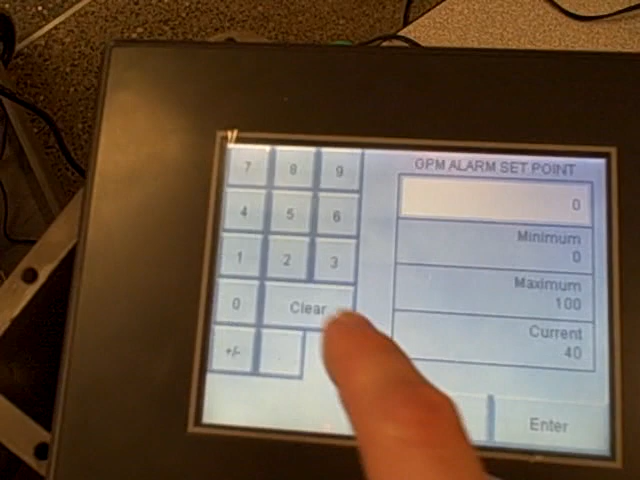 GPM ALARM SET POINT
7 8 9
0
4 5 6
Minimum
0
1 2 3
Maximum
100
0 Clear
Current
40
+/-
Enter